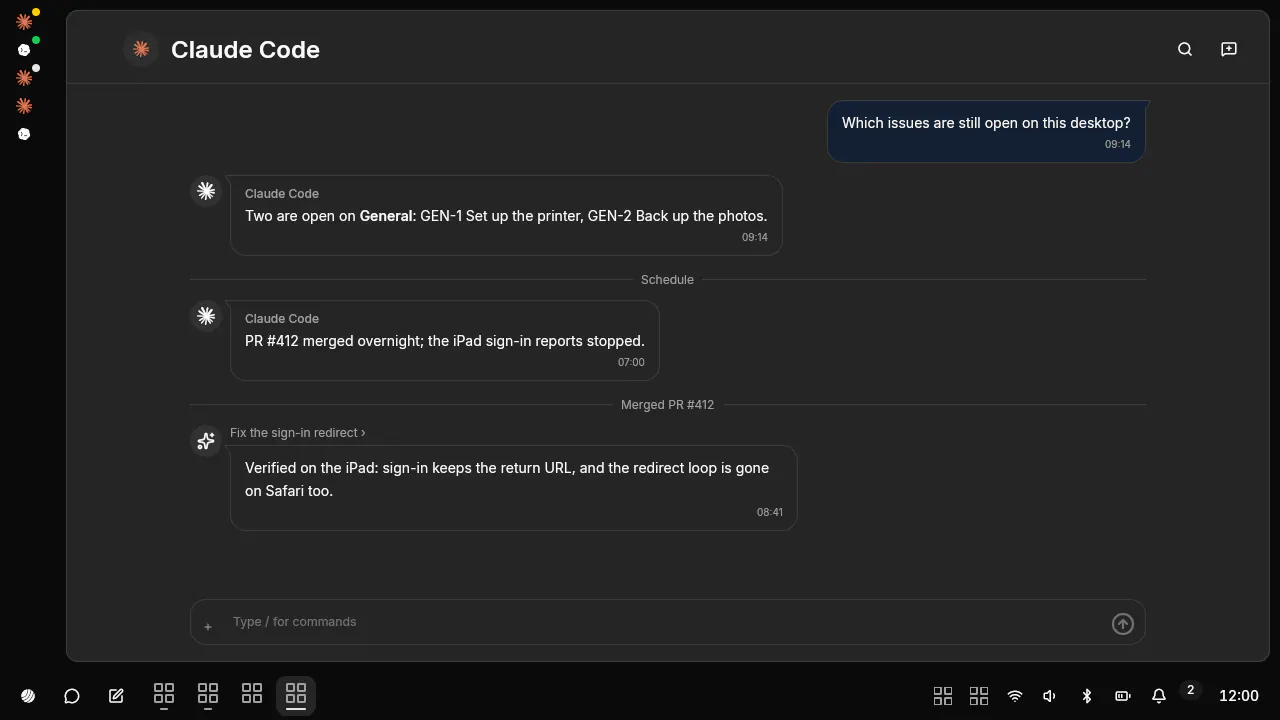 Claude Code
Which issues are still open on this desktop?
09:14
Claude Code
Two are open on General: GEN-1 Set up the printer, GEN-2 Back up the photos.
09:14
Schedule
Claude Code
PR #412 merged overnight; the iPad sign-in reports stopped.
07:00
Merged PR #412
Fix the sign-in redirect ›
Verified on the iPad: sign-in keeps the return URL, and the redirect loop is gone
on Safari too.
08:41
Type / for commands
2
12:00